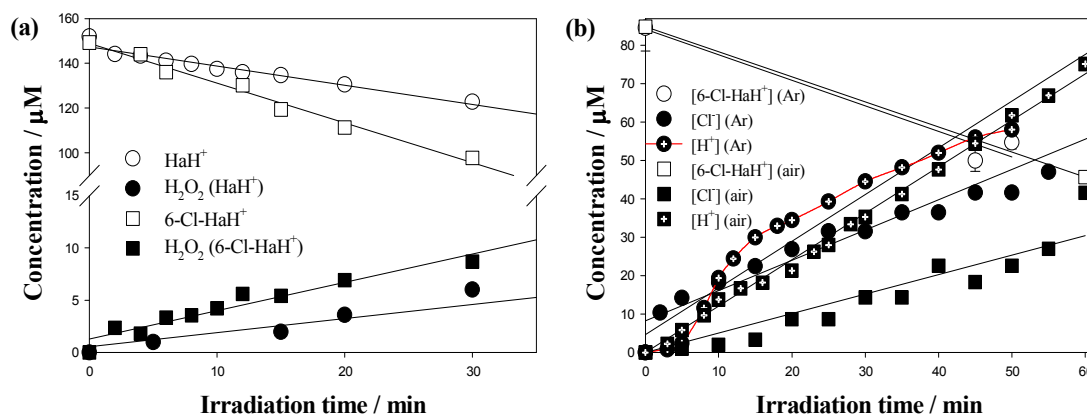 (a)
160
140
120
100
10
5
0
Concentration / μM
HaH⁺
H₂O₂ (HaH⁺)
6-Cl-HaH⁺
H₂O₂ (6-Cl-HaH⁺)
0 10 20 30
Irradiation time / min
(b)
80
70
60
50
40
30
20
10
0
Concentration / μM
[6-Cl-HaH⁺] (Ar)
[Cl⁻] (Ar)
[H⁺] (Ar)
[6-Cl-HaH⁺] (air)
[Cl⁻] (air)
[H⁺] (air)
0 10 20 30 40 50 60
Irradiation time / min